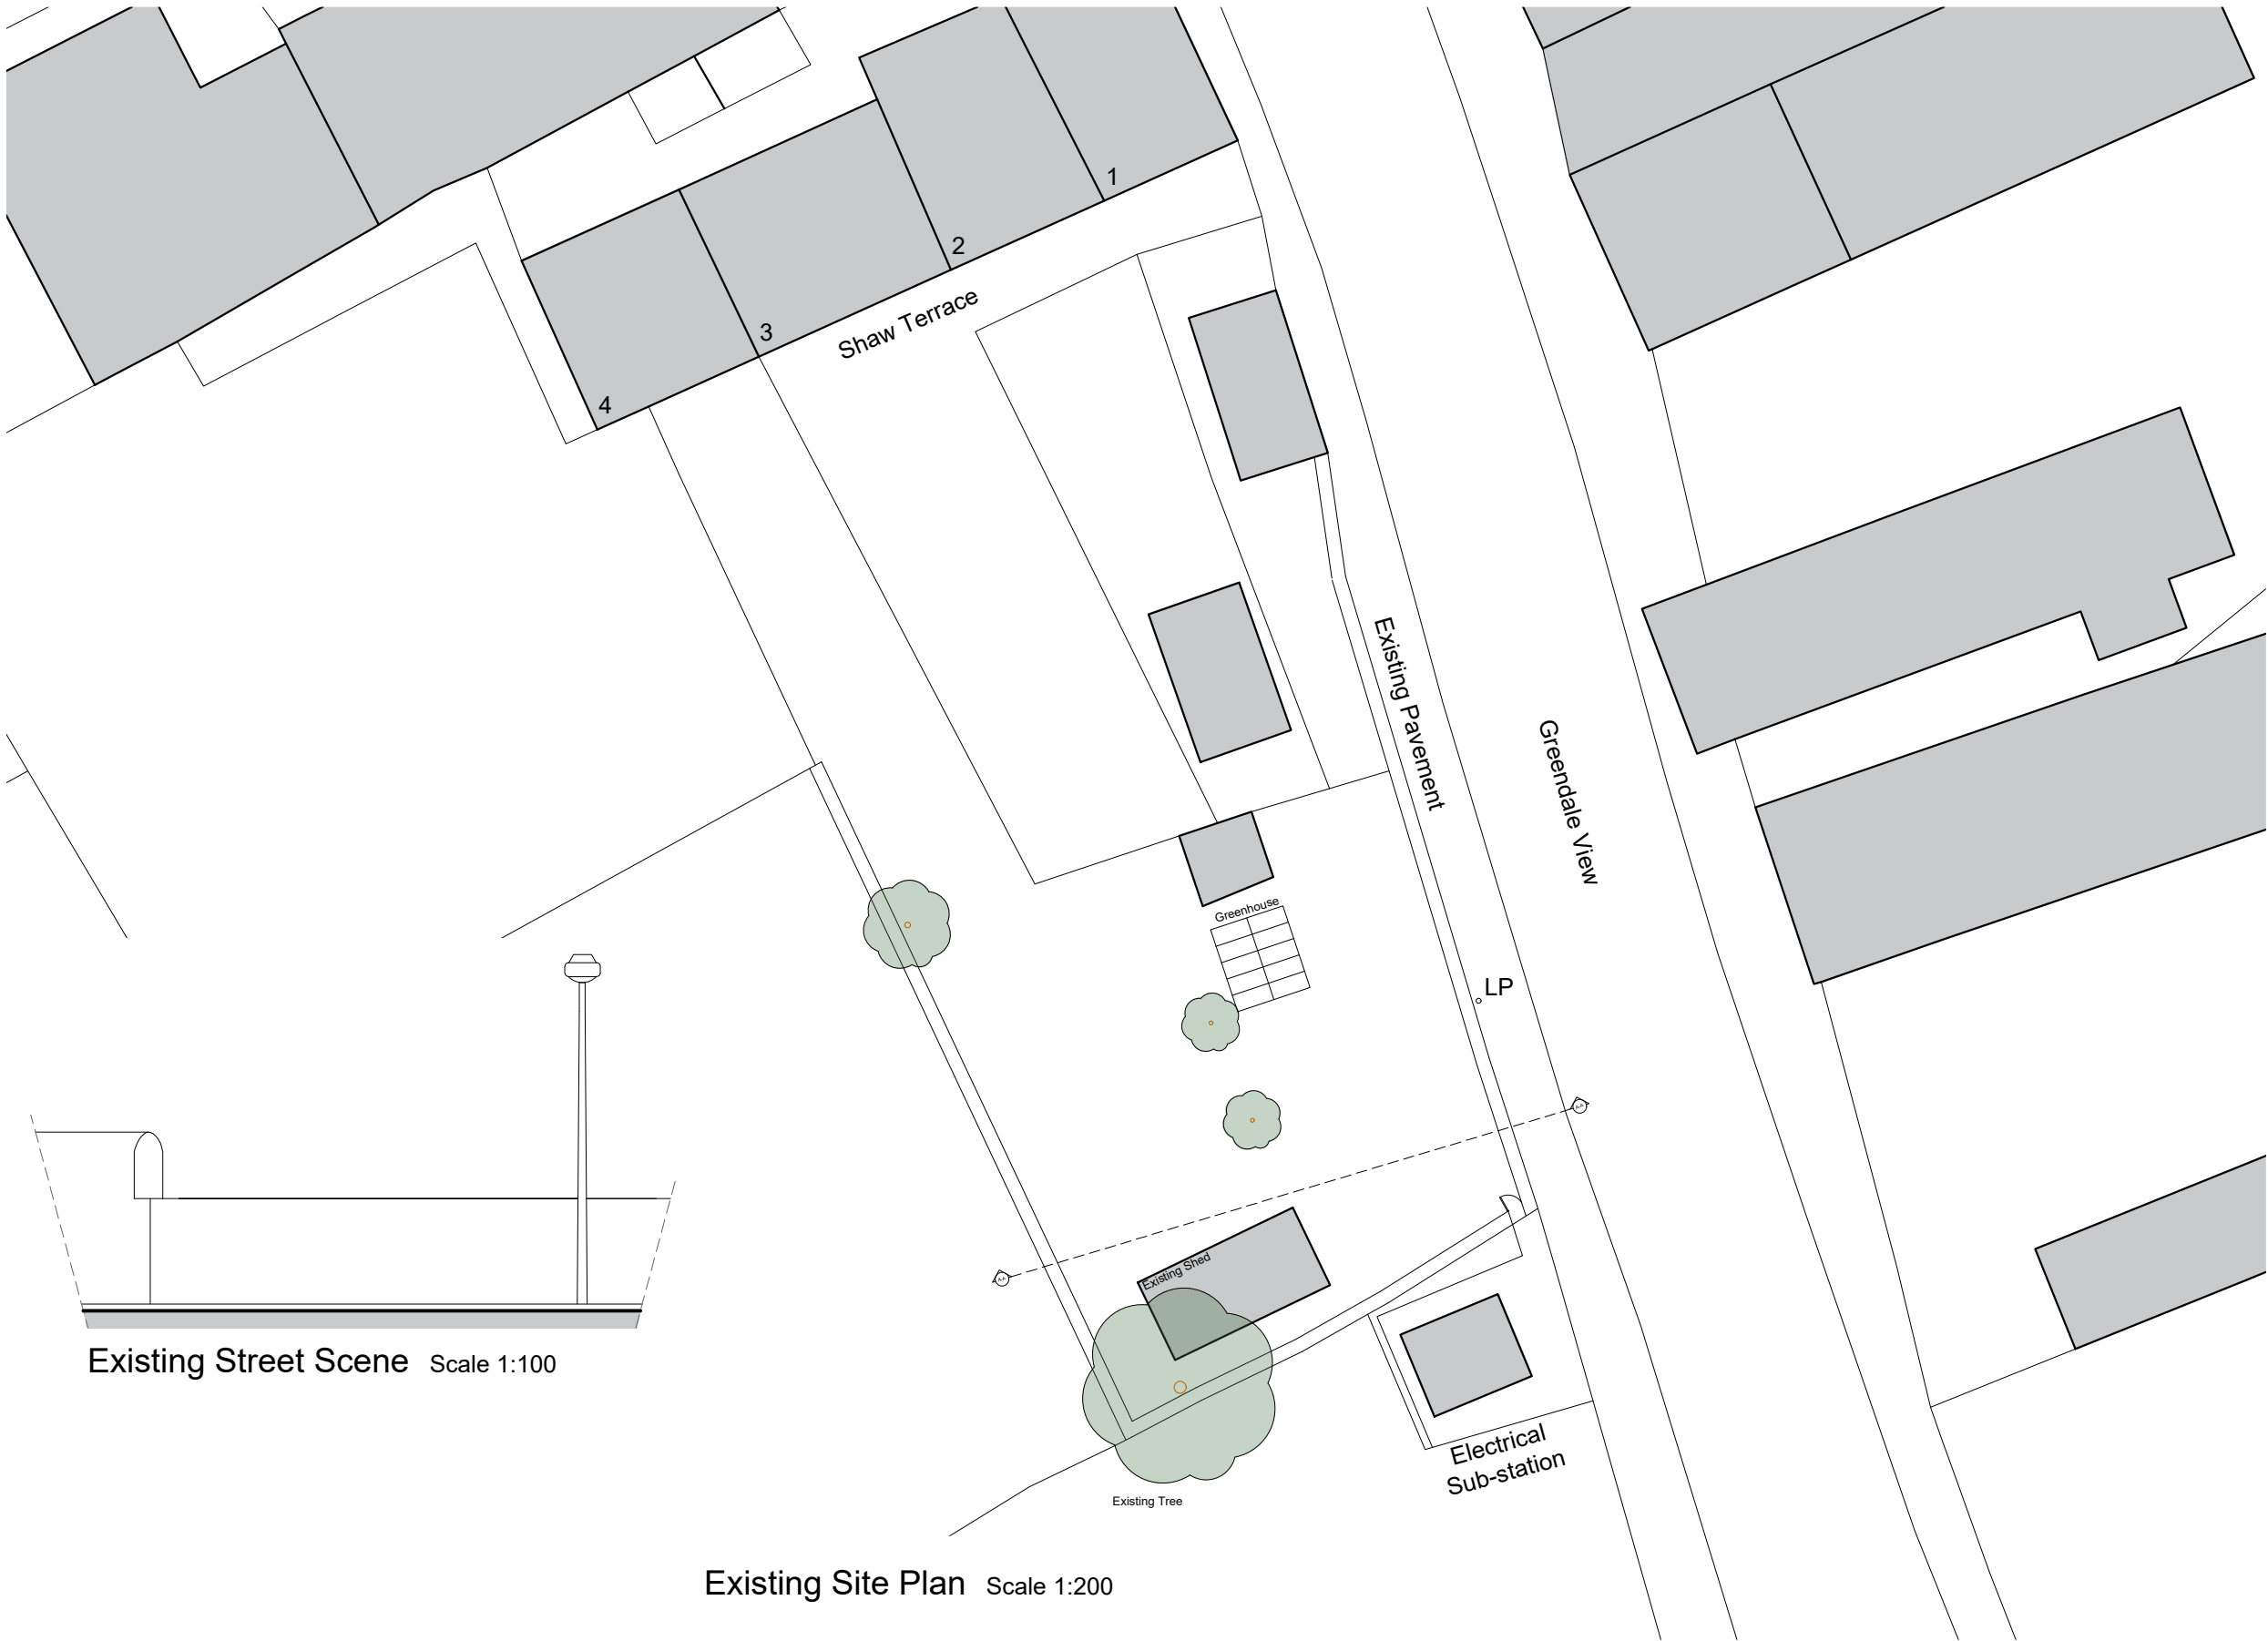 1
2
3
4
Shaw Terrace
Existing Pavement
Greendale View
Greenhouse
LP
A-A
A-A
Existing Shed
Existing Street Scene Scale 1:100
Electrical
Sub-station
Existing Tree
Existing Site Plan Scale 1:200